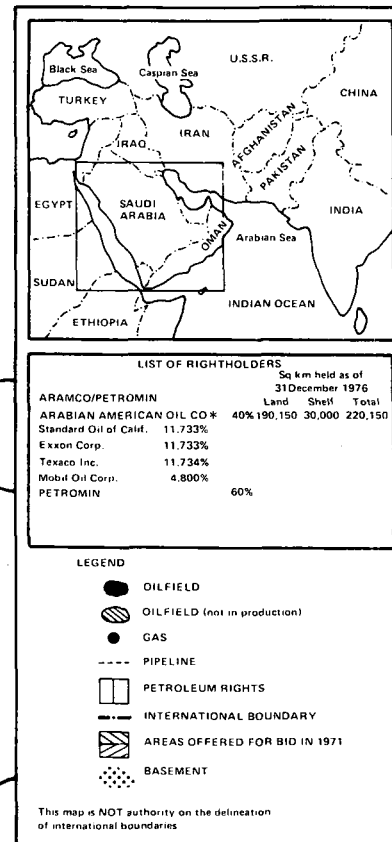 U.S.S.R.
Black Sea
Caspian Sea
CHINA
TURKEY
IRAQ
IRAN
AFGHANISTAN
PAKISTAN
EGYPT
SAUDI
ARABIA
INDIA
OMAN
Arabian Sea
SUDAN
INDIAN OCEAN
ETHIOPIA
LIST OF RIGHTHOLDERS
Sq km held as of
31 December 1976
ARAMCO/PETROMIN Land Shelf Total
ARABIAN AMERICAN OIL CO* 40% 190,150 30,000 220,150
Standard Oil of Calif. 11.733%
Exxon Corp. 11.733%
Texaco Inc. 11.734%
Mobil Oil Corp. 4.800%
PETROMIN 60%
LEGEND
OILFIELD
OILFIELD (not in production)
GAS
PIPELINE
PETROLEUM RIGHTS
INTERNATIONAL BOUNDARY
AREAS OFFERED FOR BID IN 1971
BASEMENT
This map is NOT authority on the delineation
of international boundaries